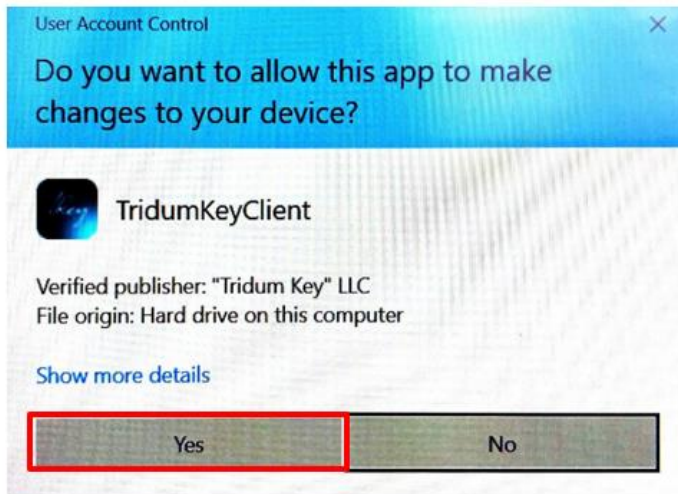 User Account Control
Do you want to allow this app to make
changes to your device?
Key
TridumKeyClient
Verified publisher: "Tridum Key" LLC
File origin: Hard drive on this computer
Show more details
Yes
No